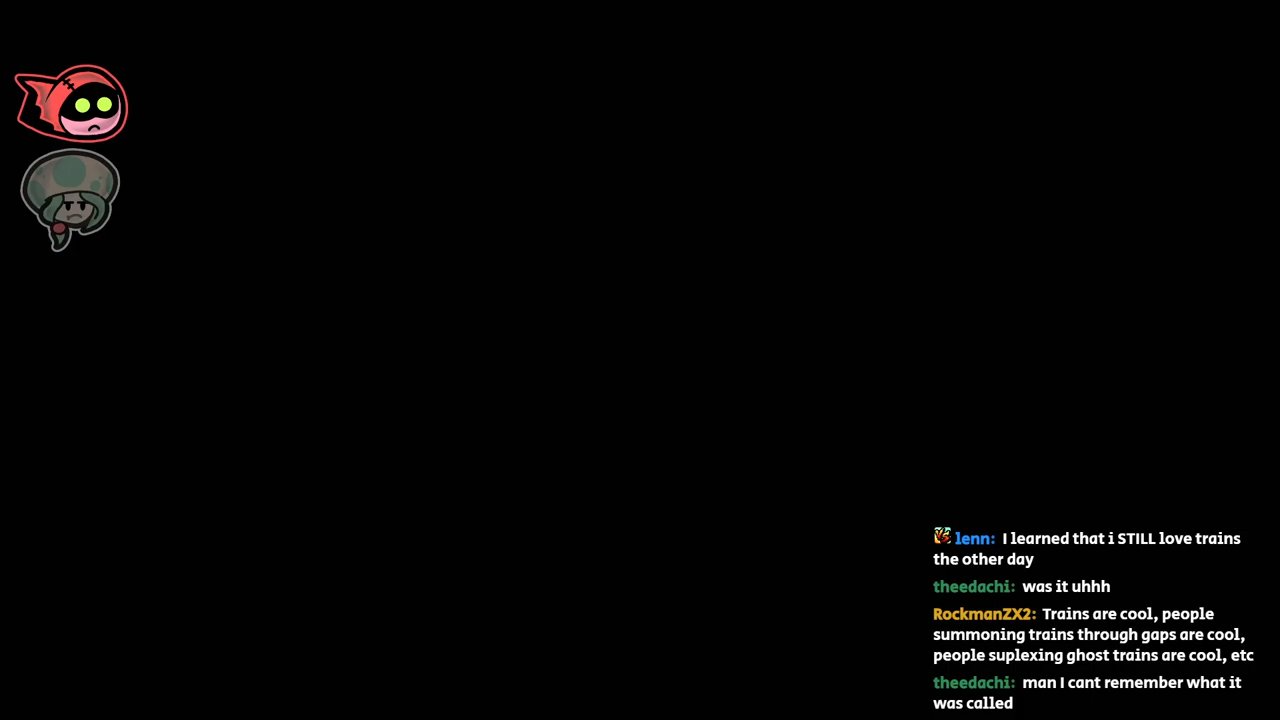 lenn: I learned that i STILL love trains
the other day
theedachi: was it uhhh
RockmanZX2: Trains are cool, people
summoning trains through gaps are cool,
people suplexing ghost trains are cool, etc
theedachi: man I cant remember what it
was called